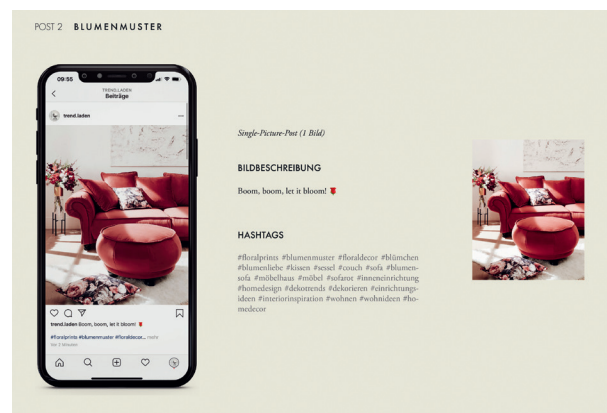 POST 2 BLUMENMUSTER
09:55
TREND.LADEN
Beiträge
trend.laden
trend.laden Boom, boom, let it bloom!
#floralprints #blumenmuster #floraldecor... mehr
Vor 2 Minuten
Single-Picture-Post (1 Bild)
BILDBESCHREIBUNG
Boom, boom, let it bloom!
HASHTAGS
#floralprints #blumenmuster #floraldecor #blümchen
#blumenliebe #kissen #sessel #couch #sofa #blumen-
sofa #möbelhaus #möbel #sofarot #inneneinrichtung
#homedesign #dekotrends #dekorieren #einrichtungs-
ideen #interiorinspiration #wohnen #wohnideen #ho-
medecor